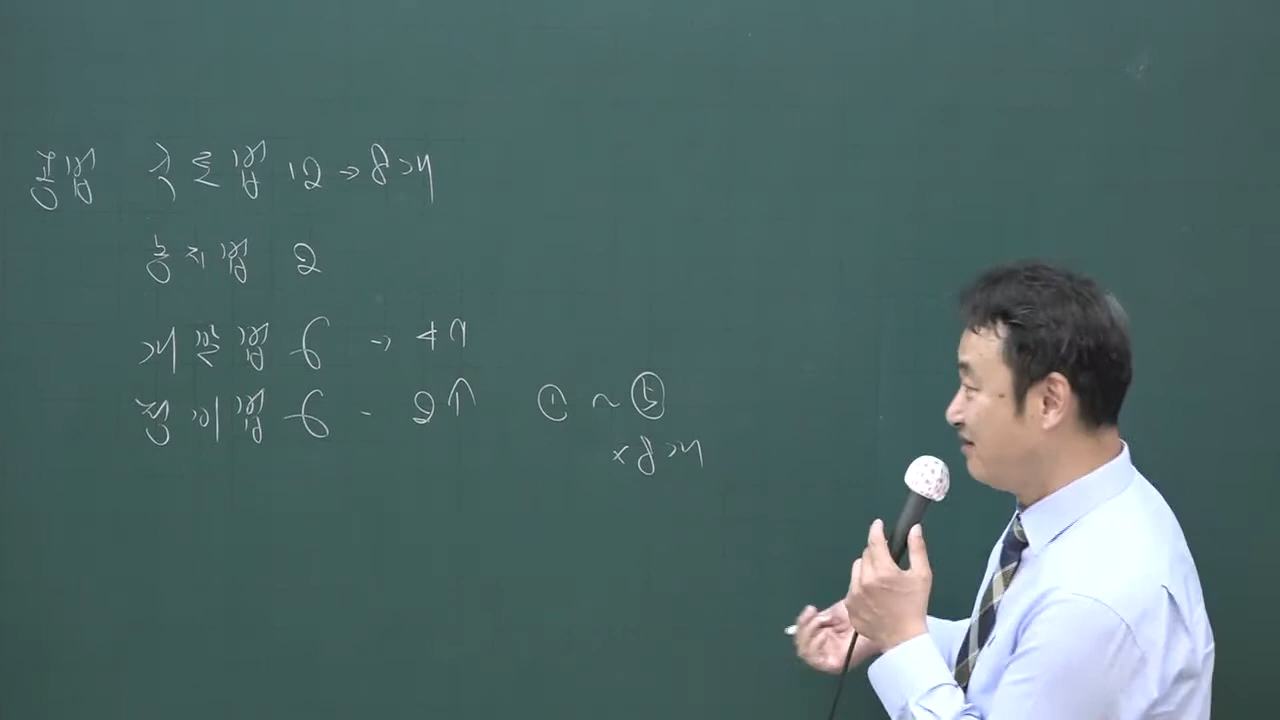 공법 국토법 12 → 8개
농지법 2
개발법 6 → 4↑
정비법 6 - 2↑ ① ~ ⑤
× 8개